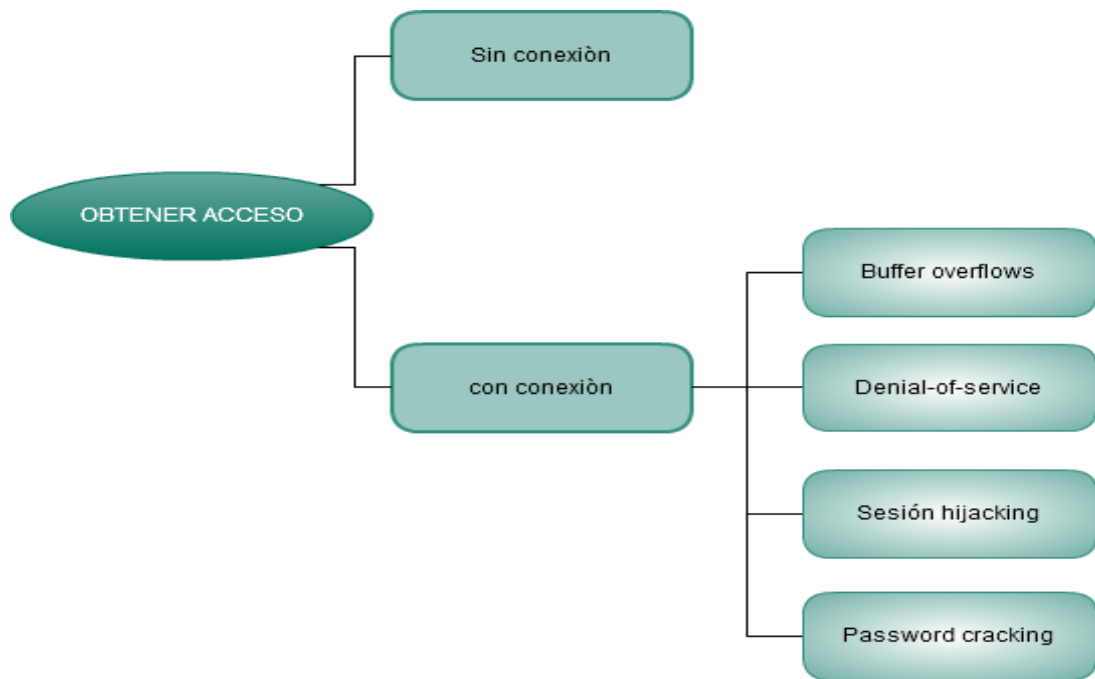 Sin conexiòn
OBTENER ACCESO
con conexiòn
Buffer overflows
Denial-of-service
Sesión hijacking
Password cracking